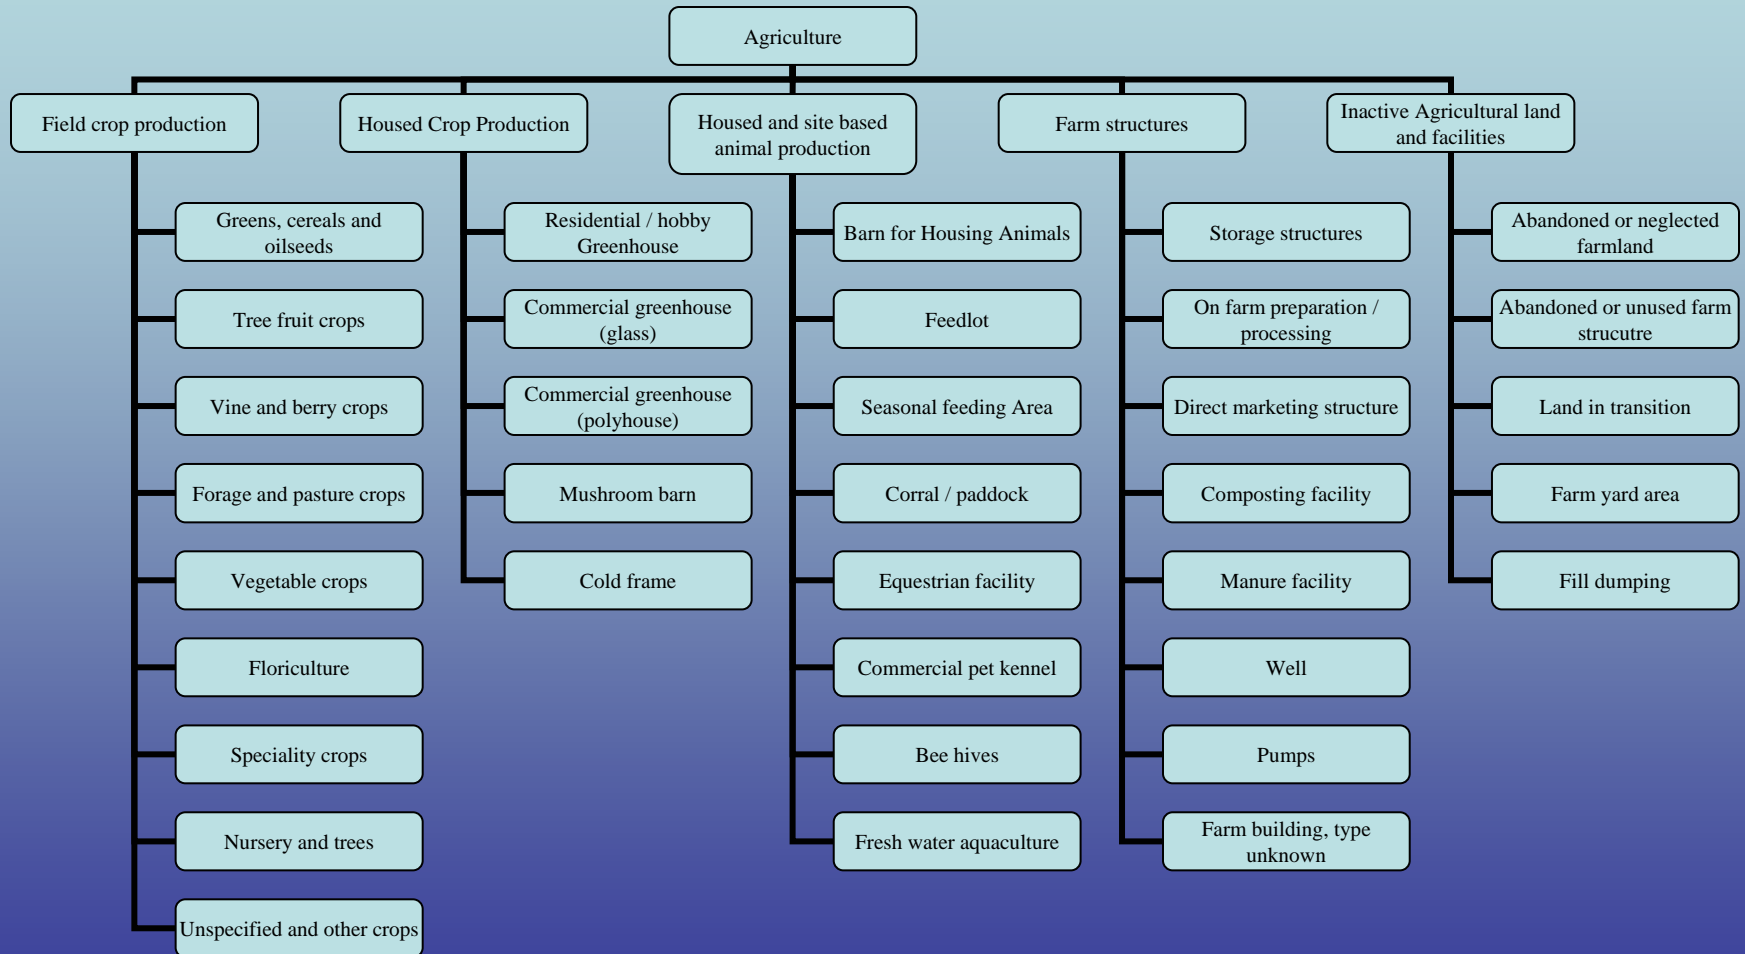 Agriculture
Field crop production
Housed Crop Production
Housed and site based
animal production
Farm structures
Inactive Agricultural land
and facilities
Greens, cereals and
oilseeds
Tree fruit crops
Vine and berry crops
Forage and pasture crops
Vegetable crops
Floriculture
Speciality crops
Nursery and trees
Unspecified and other crops
Residential / hobby
Greenhouse
Commercial greenhouse
(glass)
Commercial greenhouse
(polyhouse)
Mushroom barn
Cold frame
Barn for Housing Animals
Feedlot
Seasonal feeding Area
Corral / paddock
Equestrian facility
Commercial pet kennel
Bee hives
Fresh water aquaculture
Storage structures
On farm preparation /
processing
Direct marketing structure
Composting facility
Manure facility
Well
Pumps
Farm building, type
unknown
Abandoned or neglected
farmland
Abandoned or unused farm
strucutre
Land in transition
Farm yard area
Fill dumping